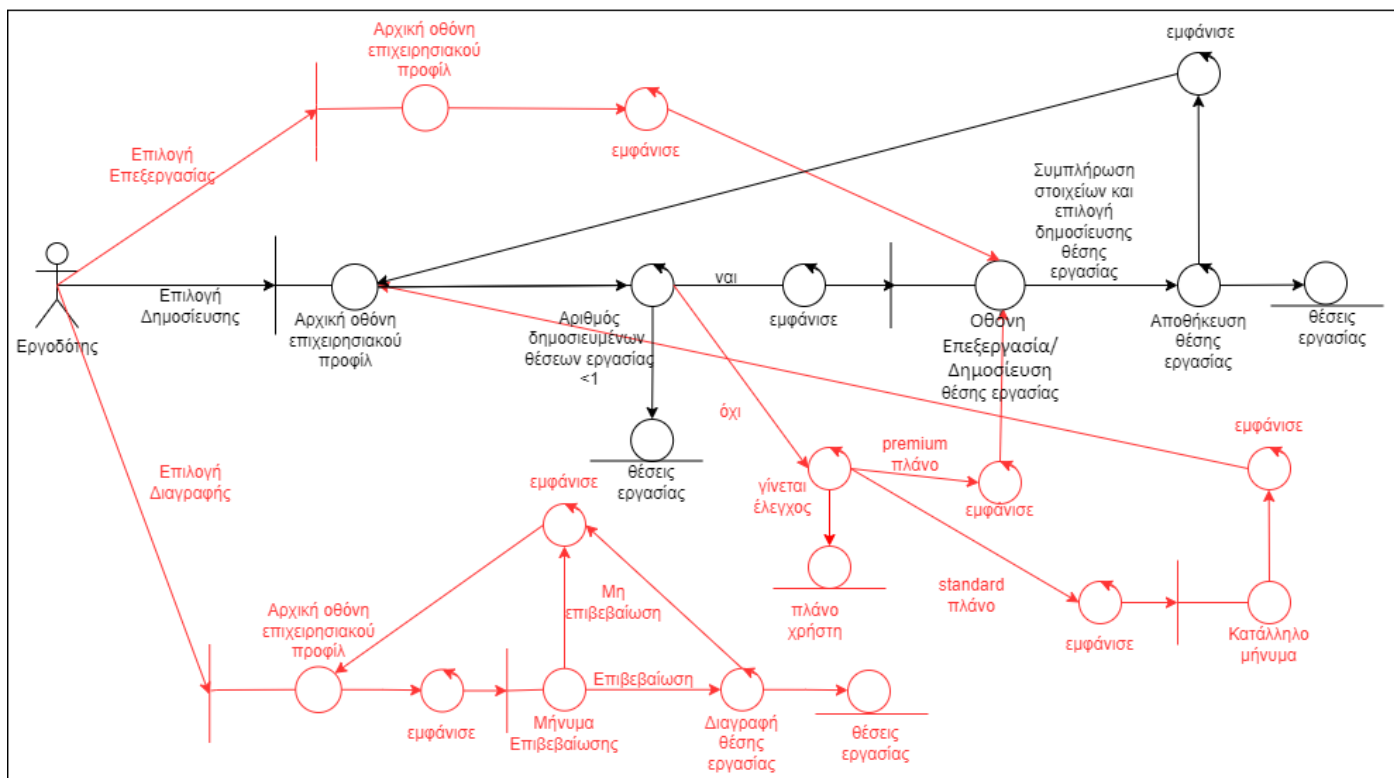 Αρχική οθόνη
επιχειρησιακού
προφίλ
εμφάνισε
εμφάνισε
Επιλογή
Επεξεργασίας
Συμπλήρωση
στοιχείων και
επιλογή
δημοσίευσης
θέσης
εργασίας
ναι
Εργοδότης
Επιλογή
Δημοσίευσης
Αρχική οθόνη
επιχειρησιακού
προφίλ
Αριθμός
δημοσιευμένων
θέσεων εργασίας
<1
εμφάνισε
Οθόνη
Επεξεργασία/
Δημοσίευση
θέσης εργασίας
Αποθήκευση
θέσης
εργασίας
θέσεις
εργασίας
όχι
θέσεις
εργασίας
γίνεται
έλεγχος
premium
πλάνο
εμφάνισε
εμφάνισε
Επιλογή
Διαγραφής
εμφάνισε
πλάνο
χρήστη
standard
πλάνο
εμφάνισε
Κατάλληλο
μήνυμα
Αρχική οθόνη
επιχειρησιακού
προφίλ
Μη
επιβεβαίωση
εμφάνισε
Μήνυμα
Επιβεβαίωσης
Επιβεβαίωση
Διαγραφή
θέσης
εργασίας
θέσεις
εργασίας